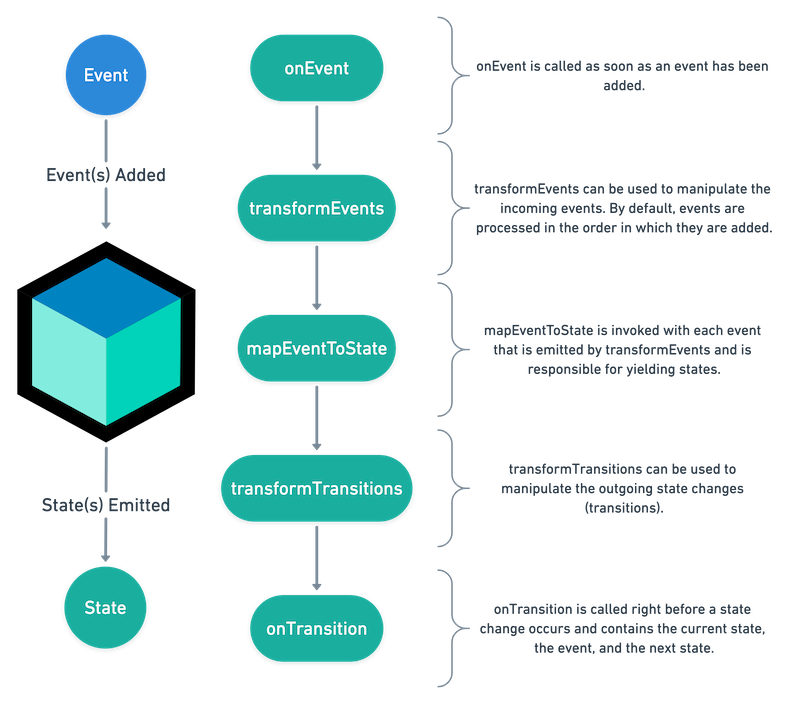 Event
Event(s) Added
State(s) Emitted
State
onEvent
transformEvents
mapEventToState
transformTransitions
onTransition
onEvent is called as soon as an event has been
added.
transformEvents can be used to manipulate the
incoming events. By default, events are
processed in the order in which they are added.
mapEventToState is invoked with each event
that is emitted by transformEvents and is
responsible for yielding states.
transformTransitions can be used to
manipulate the outgoing state changes
(transitions).
onTransition is called right before a state
change occurs and contains the current state,
the event, and the next state.